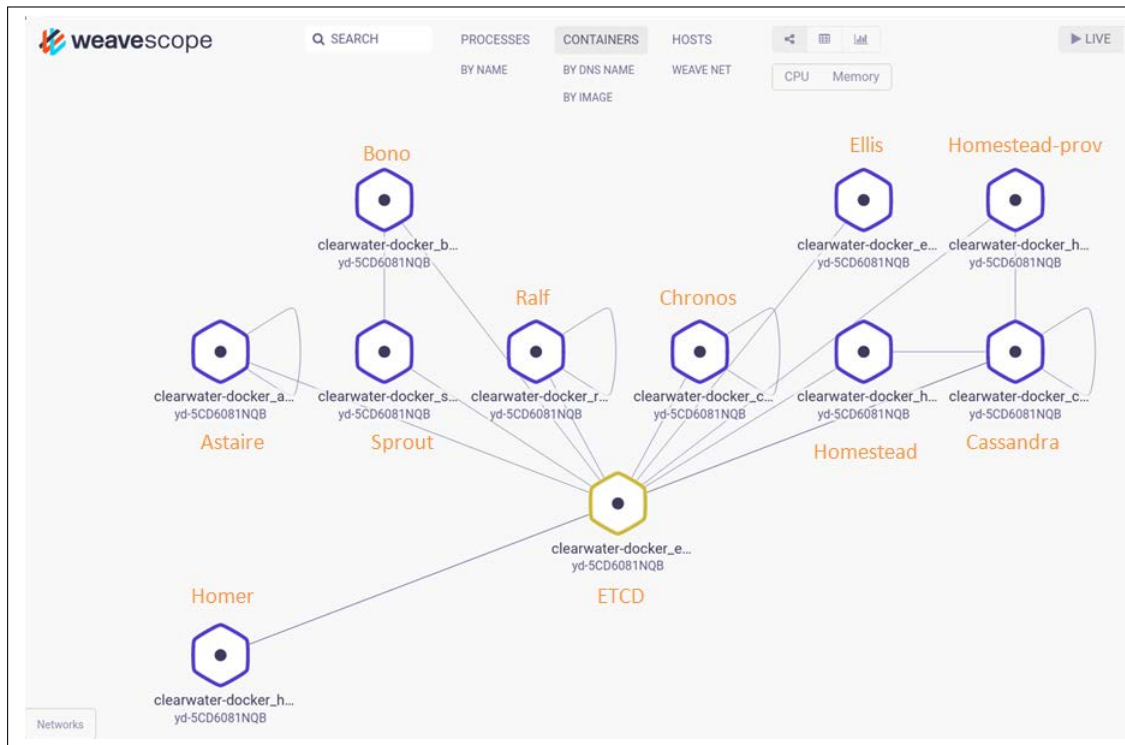 weavescope
SEARCH
PROCESSES
CONTAINERS
HOSTS
LIVE
BY NAME
BY DNS NAME
WEAVE NET
CPU Memory
BY IMAGE
Bono
clearwater-docker_b...
yd-5CD6081NQB
Ellis
clearwater-docker_e...
yd-5CD6081NQB
Homestead-prov
clearwater-docker_h...
yd-5CD6081NQB
clearwater-docker_a...
yd-5CD6081NQB
Astaire
clearwater-docker_s...
yd-5CD6081NQB
Sprout
Ralf
clearwater-docker_r...
yd-5CD6081NQB
Chronos
clearwater-docker_c...
yd-5CD6081NQB
clearwater-docker_h...
yd-5CD6081NQB
Homestead
clearwater-docker_c...
yd-5CD6081NQB
Cassandra
clearwater-docker_e...
yd-5CD6081NQB
ETCD
Homer
clearwater-docker_h...
yd-5CD6081NQB
Networks